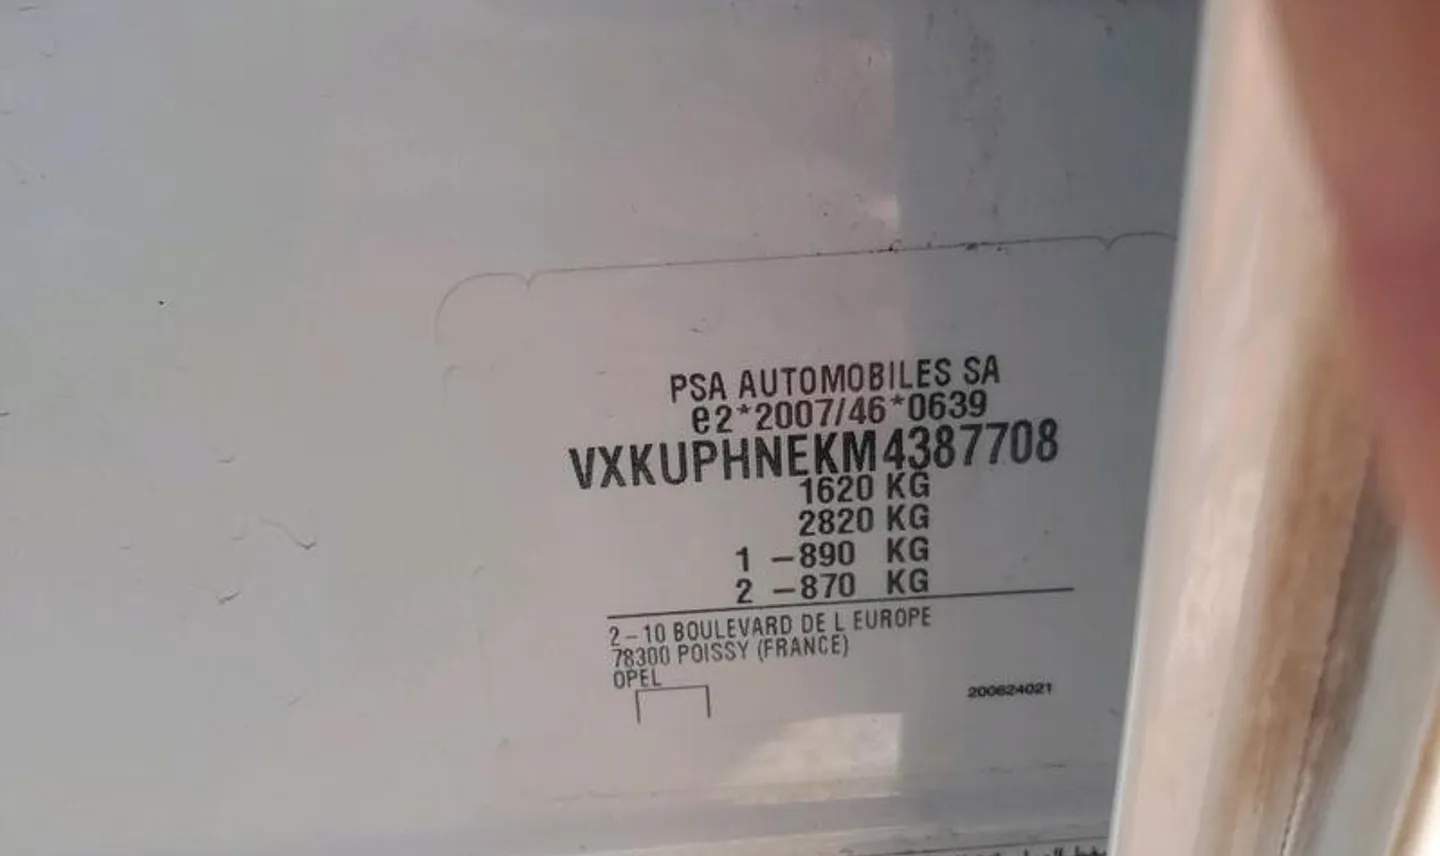 PSA AUTOMOBILES SA
e2*2007/46*0639
VXKUPHNEKM4387708
1620 KG
2820 KG
1 –890 KG
2 –870 KG
2–10 BOULEVARD DE L EUROPE
78300 POISSY (FRANCE)
OPEL
200624021